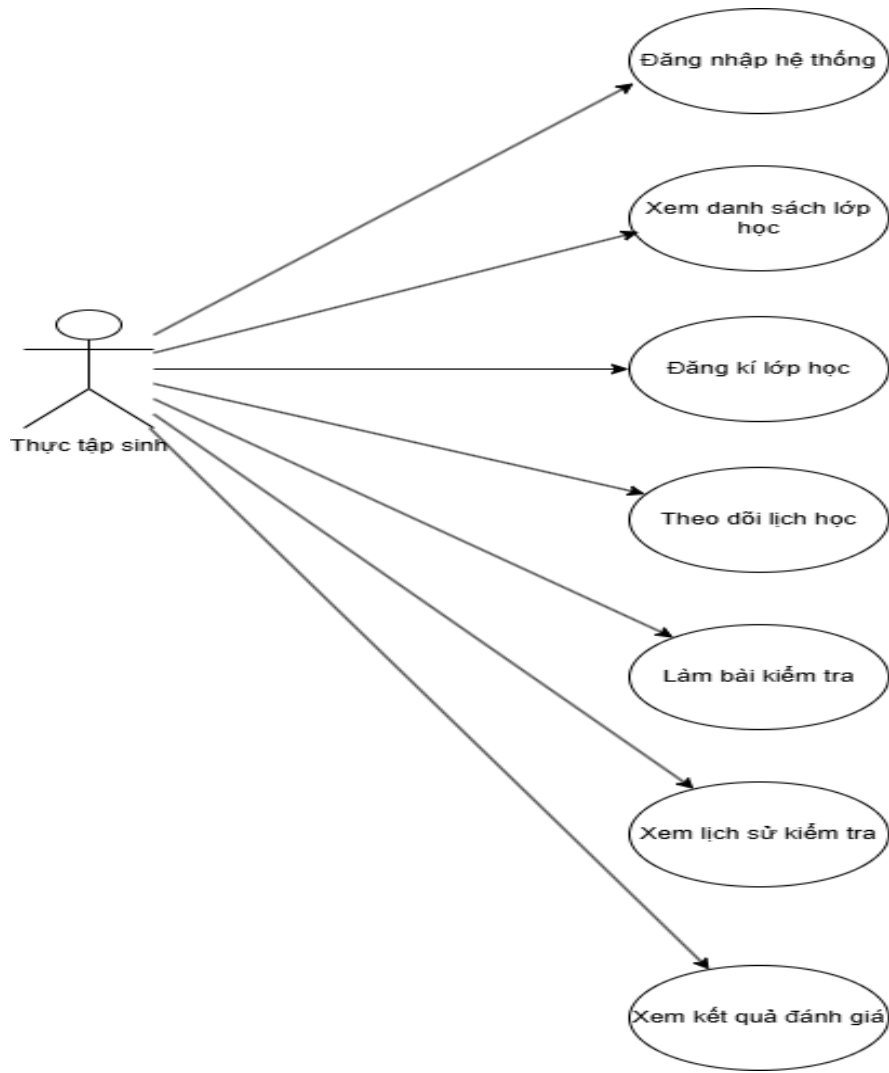 Đăng nhập hệ thống
Xem danh sách lớp
học
Đăng kí lớp học
Thực tập sinh
Theo dõi lịch học
Làm bài kiểm tra
Xem lịch sử kiểm tra
Xem kết quả đánh giá